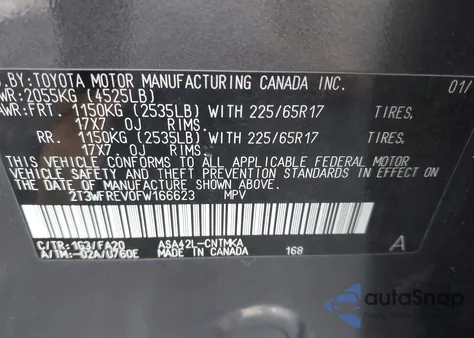 D.BY:TOYOTA MOTOR MANUFACTURING CANADA INC. 01/
WR:2055KG (4525LB)
AWR:FRT. 1150KG (2535LB) WITH 225/65R17 TIRES,
17X7 0J RIMS.
RR. 1150KG (2535LB) WITH 225/65R17 TIRES,
17X7 0J RIMS.
THIS VEHICLE CONFORMS TO ALL APPLICABLE FEDERAL MOTOR
VEHICLE SAFETY AND THEFT PREVENTION STANDARDS IN EFFECT ON
THE DATE OF MANUFACTURE SHOWN ABOVE.
2T3WFREV0FW166623 MPV
C/TR:1G3/FA20 ASA42L-CNTMKA
A/TM:-02A/U760E MADE IN CANADA 168 A
autoSnap